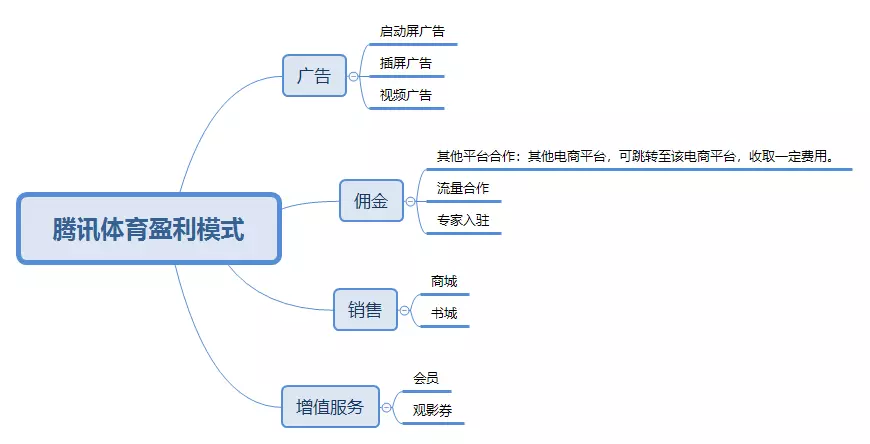 腾讯体育盈利模式
广告
启动屏广告
插屏广告
视频广告
佣金
其他平台合作：其他电商平台，可跳转至该电商平台，收取一定费用。
流量合作
专家入驻
销售
商城
书城
增值服务
会员
观影券